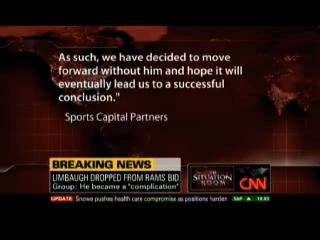 As such, we have decided to move
forward without him and hope it will
eventually lead us to a successful
conclusion."
Sports Capital Partners
BREAKING NEWS
LIMBAUGH DROPPED FROM RAMS BID
Group: He became a "complication"
THE
SITUATION
ROOM
CNN
UPDATE Snowe pushes health care compromise as positions harden S&P